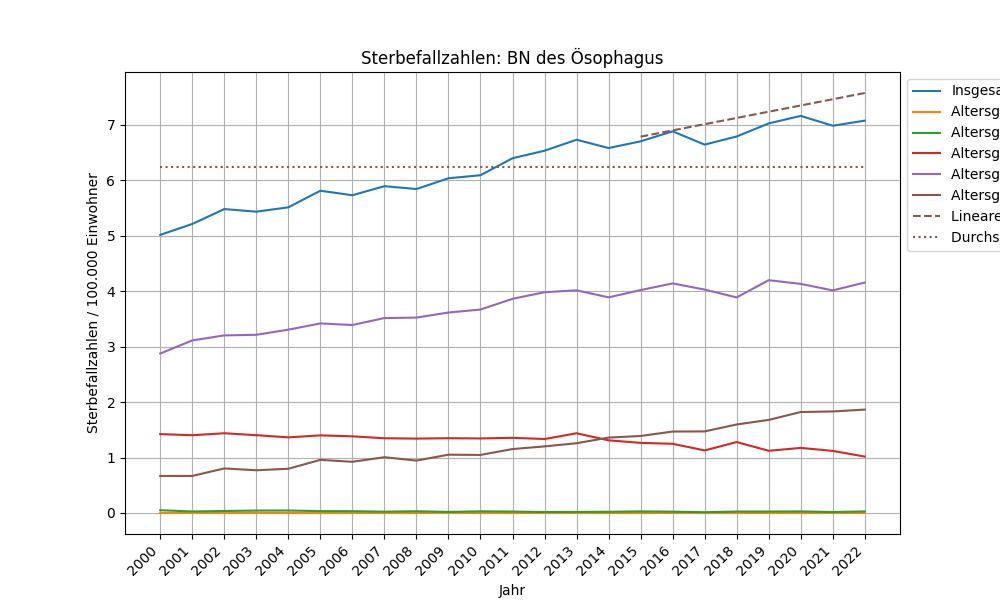 Sterbefallzahlen: BN des Ösophagus
Sterbefallzahlen / 100.000 Einwohner
7
6
5
4
3
2
1
0
2000
2001
2002
2003
2004
2005
2006
2007
2008
2009
2010
2011
2012
2013
2014
2015
2016
2017
2018
2019
2020
2021
2022
Jahr
Insgesa
Altersg
Altersg
Altersg
Altersg
Altersg
Lineare
Durchs